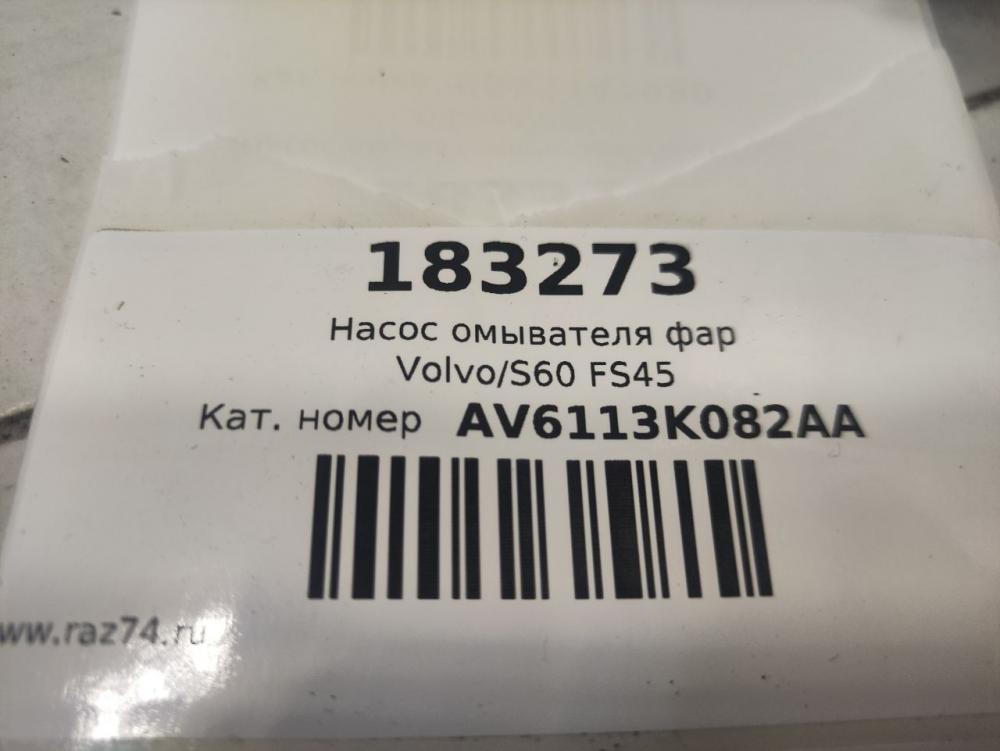 183273
Насос омывателя фар
Volvo/S60 FS45
Кат. номер AV6113K082AA
www.raz74.ru